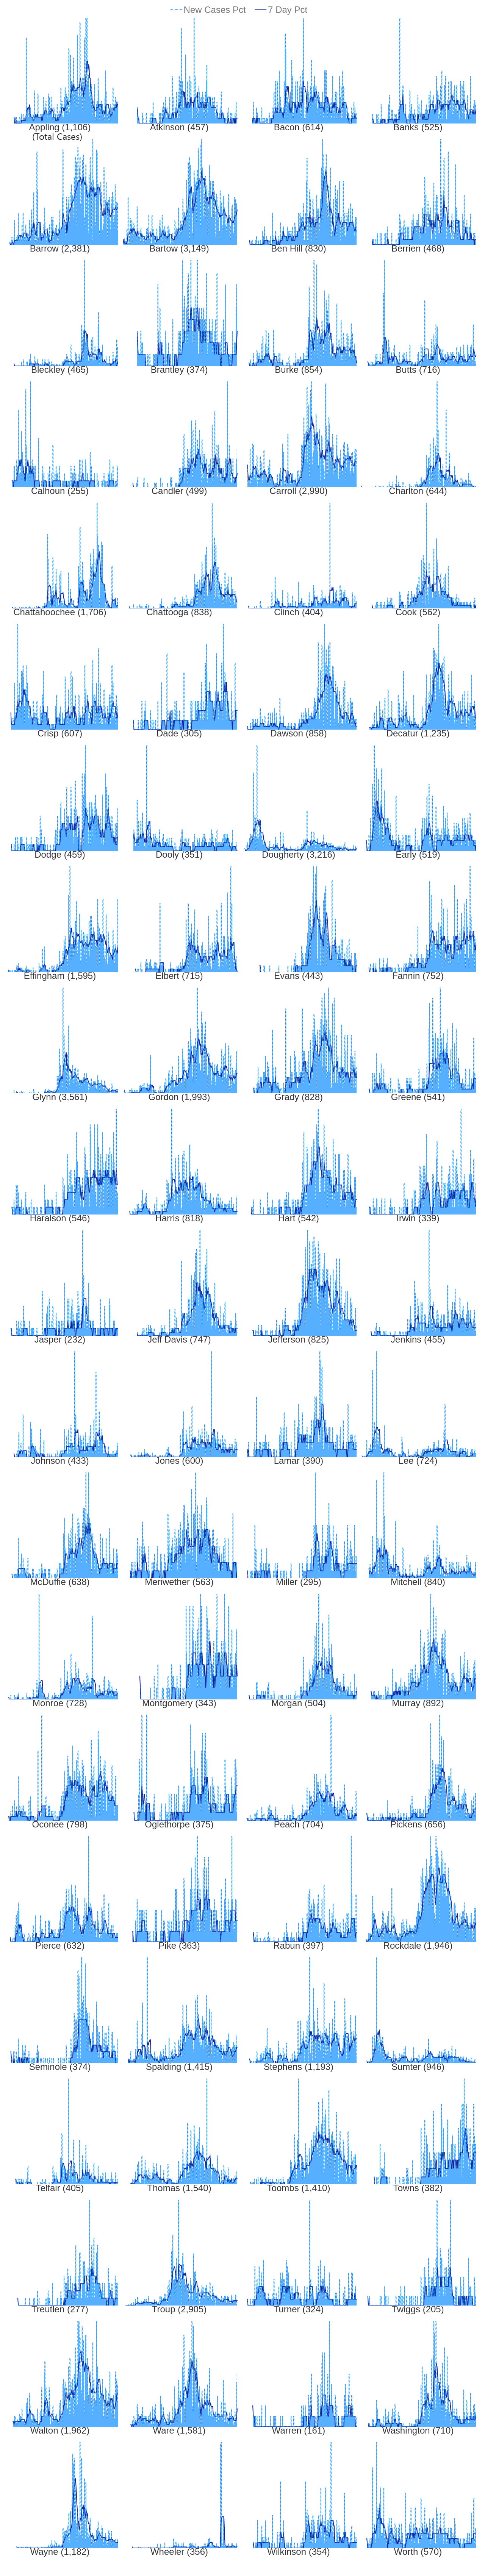 New Cases Pct 7 Day Pct
Appling (1,106) Atkinson (457) Bacon (614) Banks (525)
(Total Cases)
Barrow (2,381) Bartow (3,149) Ben Hill (830) Berrien (468)
Bleckley (465) Brantley (374) Burke (854) Butts (716)
Calhoun (255) Candler (499) Carroll (2,990) Charlton (644)
Chattahoochee (1,706) Chattooga (838) Clinch (404) Cook (562)
Crisp (607) Dade (305) Dawson (858) Decatur (1,235)
Dodge (459) Dooly (351) Dougherty (3,216) Early (519)
Effingham (1,595) Elbert (715) Evans (443) Fannin (752)
Glynn (3,561) Gordon (1,993) Grady (828) Greene (541)
Haralson (546) Harris (818) Hart (542) Irwin (339)
Jasper (232) Jeff Davis (747) Jefferson (825) Jenkins (455)
Johnson (433) Jones (600) Lamar (390) Lee (724)
McDuffie (638) Meriwether (563) Miller (295) Mitchell (840)
Monroe (728) Montgomery (343) Morgan (504) Murray (892)
Oconee (798) Oglethorpe (375) Peach (704) Pickens (656)
Pierce (632) Pike (363) Rabun (397) Rockdale (1,946)
Seminole (374) Spalding (1,415) Stephens (1,193) Sumter (946)
Telfair (405) Thomas (1,540) Toombs (1,410) Towns (382)
Treutlen (277) Troup (2,905) Turner (324) Twiggs (205)
Walton (1,962) Ware (1,581) Warren (161) Washington (710)
Wayne (1,182) Wheeler (356) Wilkinson (354) Worth (570)